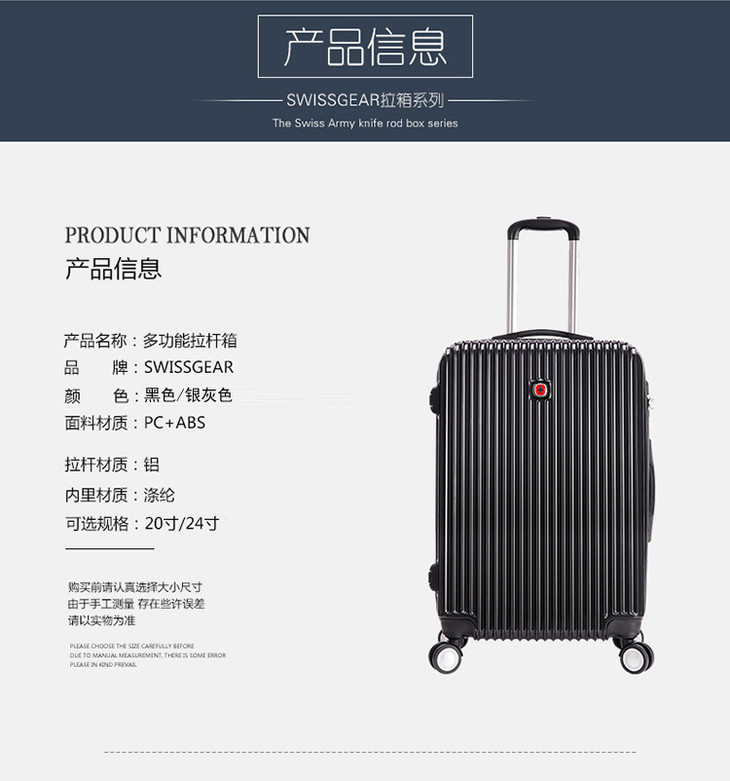 产品信息
SWISSGEAR拉箱系列
The Swiss Army knife rod box series
PRODUCT INFORMATION
产品信息
产品名称：多功能拉杆箱
品 牌：SWISSGEAR
颜 色：黑色/银灰色
面料材质：PC+ABS
拉杆材质：铝
内里材质：涤纶
可选规格：20寸/24寸
购买前请认真选择大小尺寸
由于手工测量 存在些许误差
请以实物为准
PLEASE CHOOSE THE SIZE CAREFULLY BEFORE
DUE TO MANUAL MEASUREMENT, THERE IS SOME ERROR
PLEASE IN KIND PREVAIL